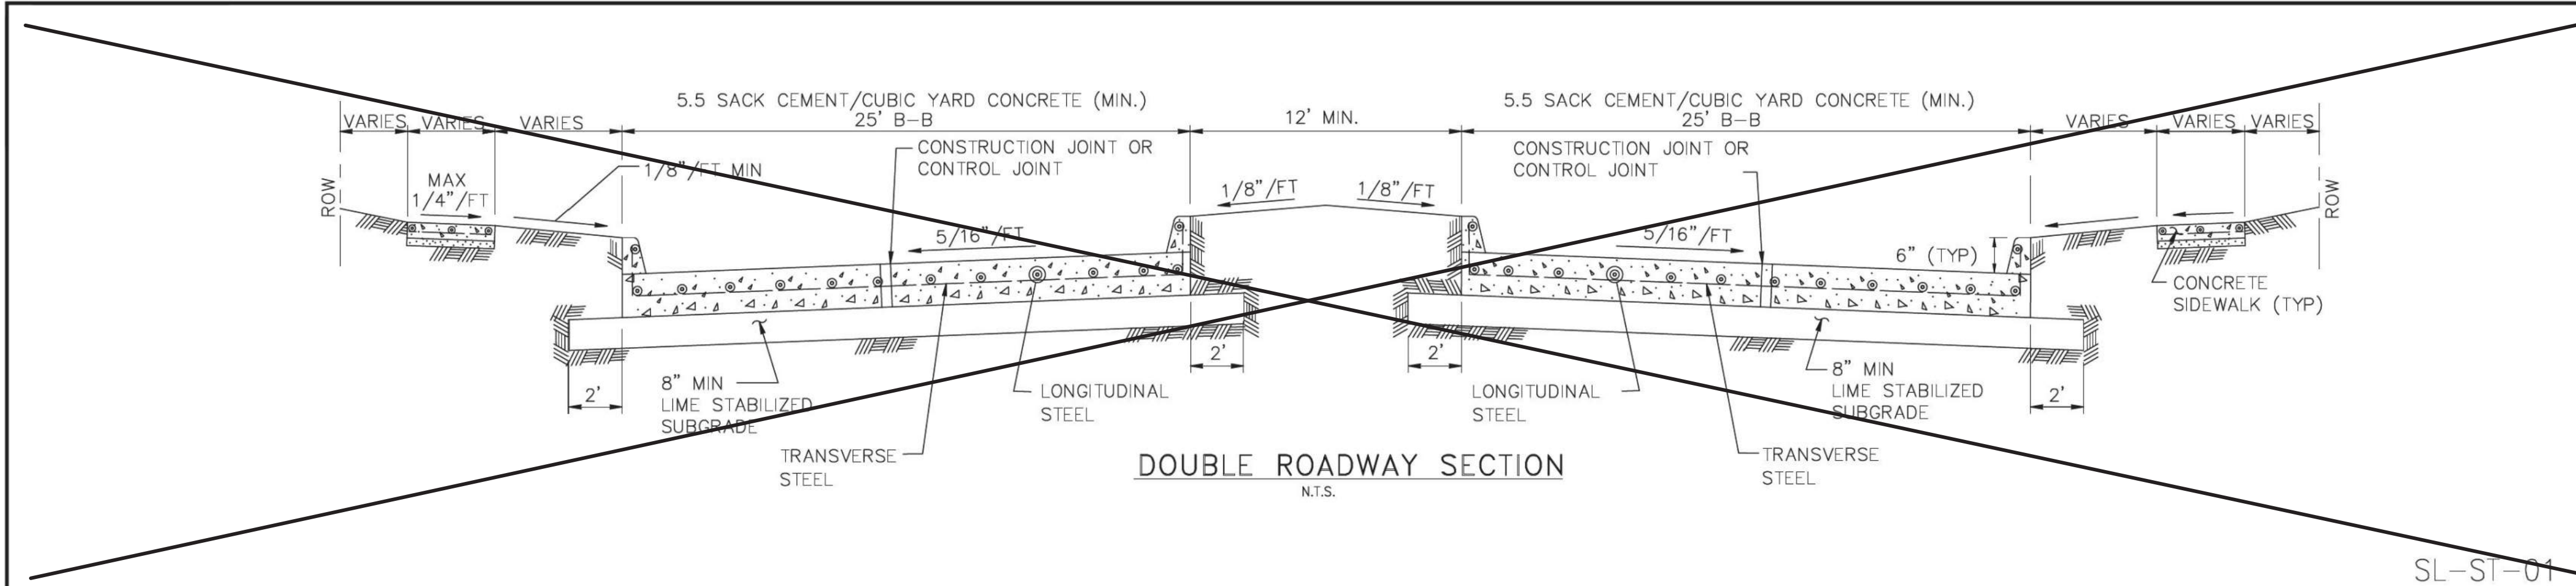 5.5 SACK CEMENT/CUBIC YARD CONCRETE (MIN.)
25' B-B
12' MIN.
5.5 SACK CEMENT/CUBIC YARD CONCRETE (MIN.)
25' B-B
VARIES
VARIES
VARIES
VARIES
VARIES
VARIES
ROW
MAX
1/4"/FT
1/8"/FT MIN
CONSTRUCTION JOINT OR
CONTROL JOINT
1/8"/FT
1/8"/FT
CONSTRUCTION JOINT OR
CONTROL JOINT
ROW
5/16"/FT
5/16"/FT
6" (TYP)
CONCRETE
SIDEWALK (TYP)
2'
8" MIN
LIME STABILIZED
SUBGRADE
TRANSVERSE
STEEL
LONGITUDINAL
STEEL
2'
2'
LONGITUDINAL
STEEL
TRANSVERSE
STEEL
8" MIN
LIME STABILIZED
SUBGRADE
2'
DOUBLE ROADWAY SECTION
N.T.S.
SL-ST-01